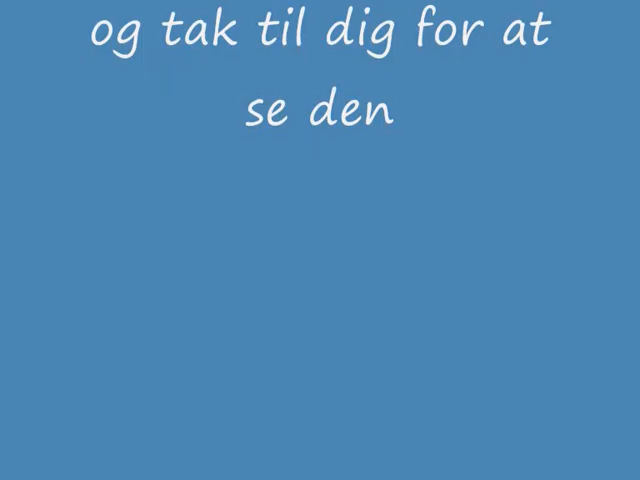 og tak til dig for at
se den